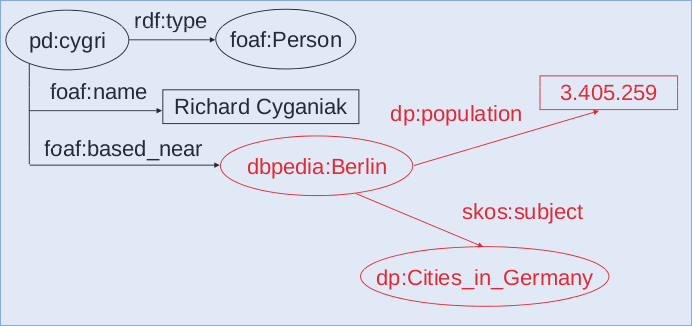 rdf:type
pd:cygri
foaf:Person
foaf:name
Richard Cyganiak
3.405.259
dp:population
foaf:based_near
dbpedia:Berlin
skos:subject
dp:Cities_in_Germany